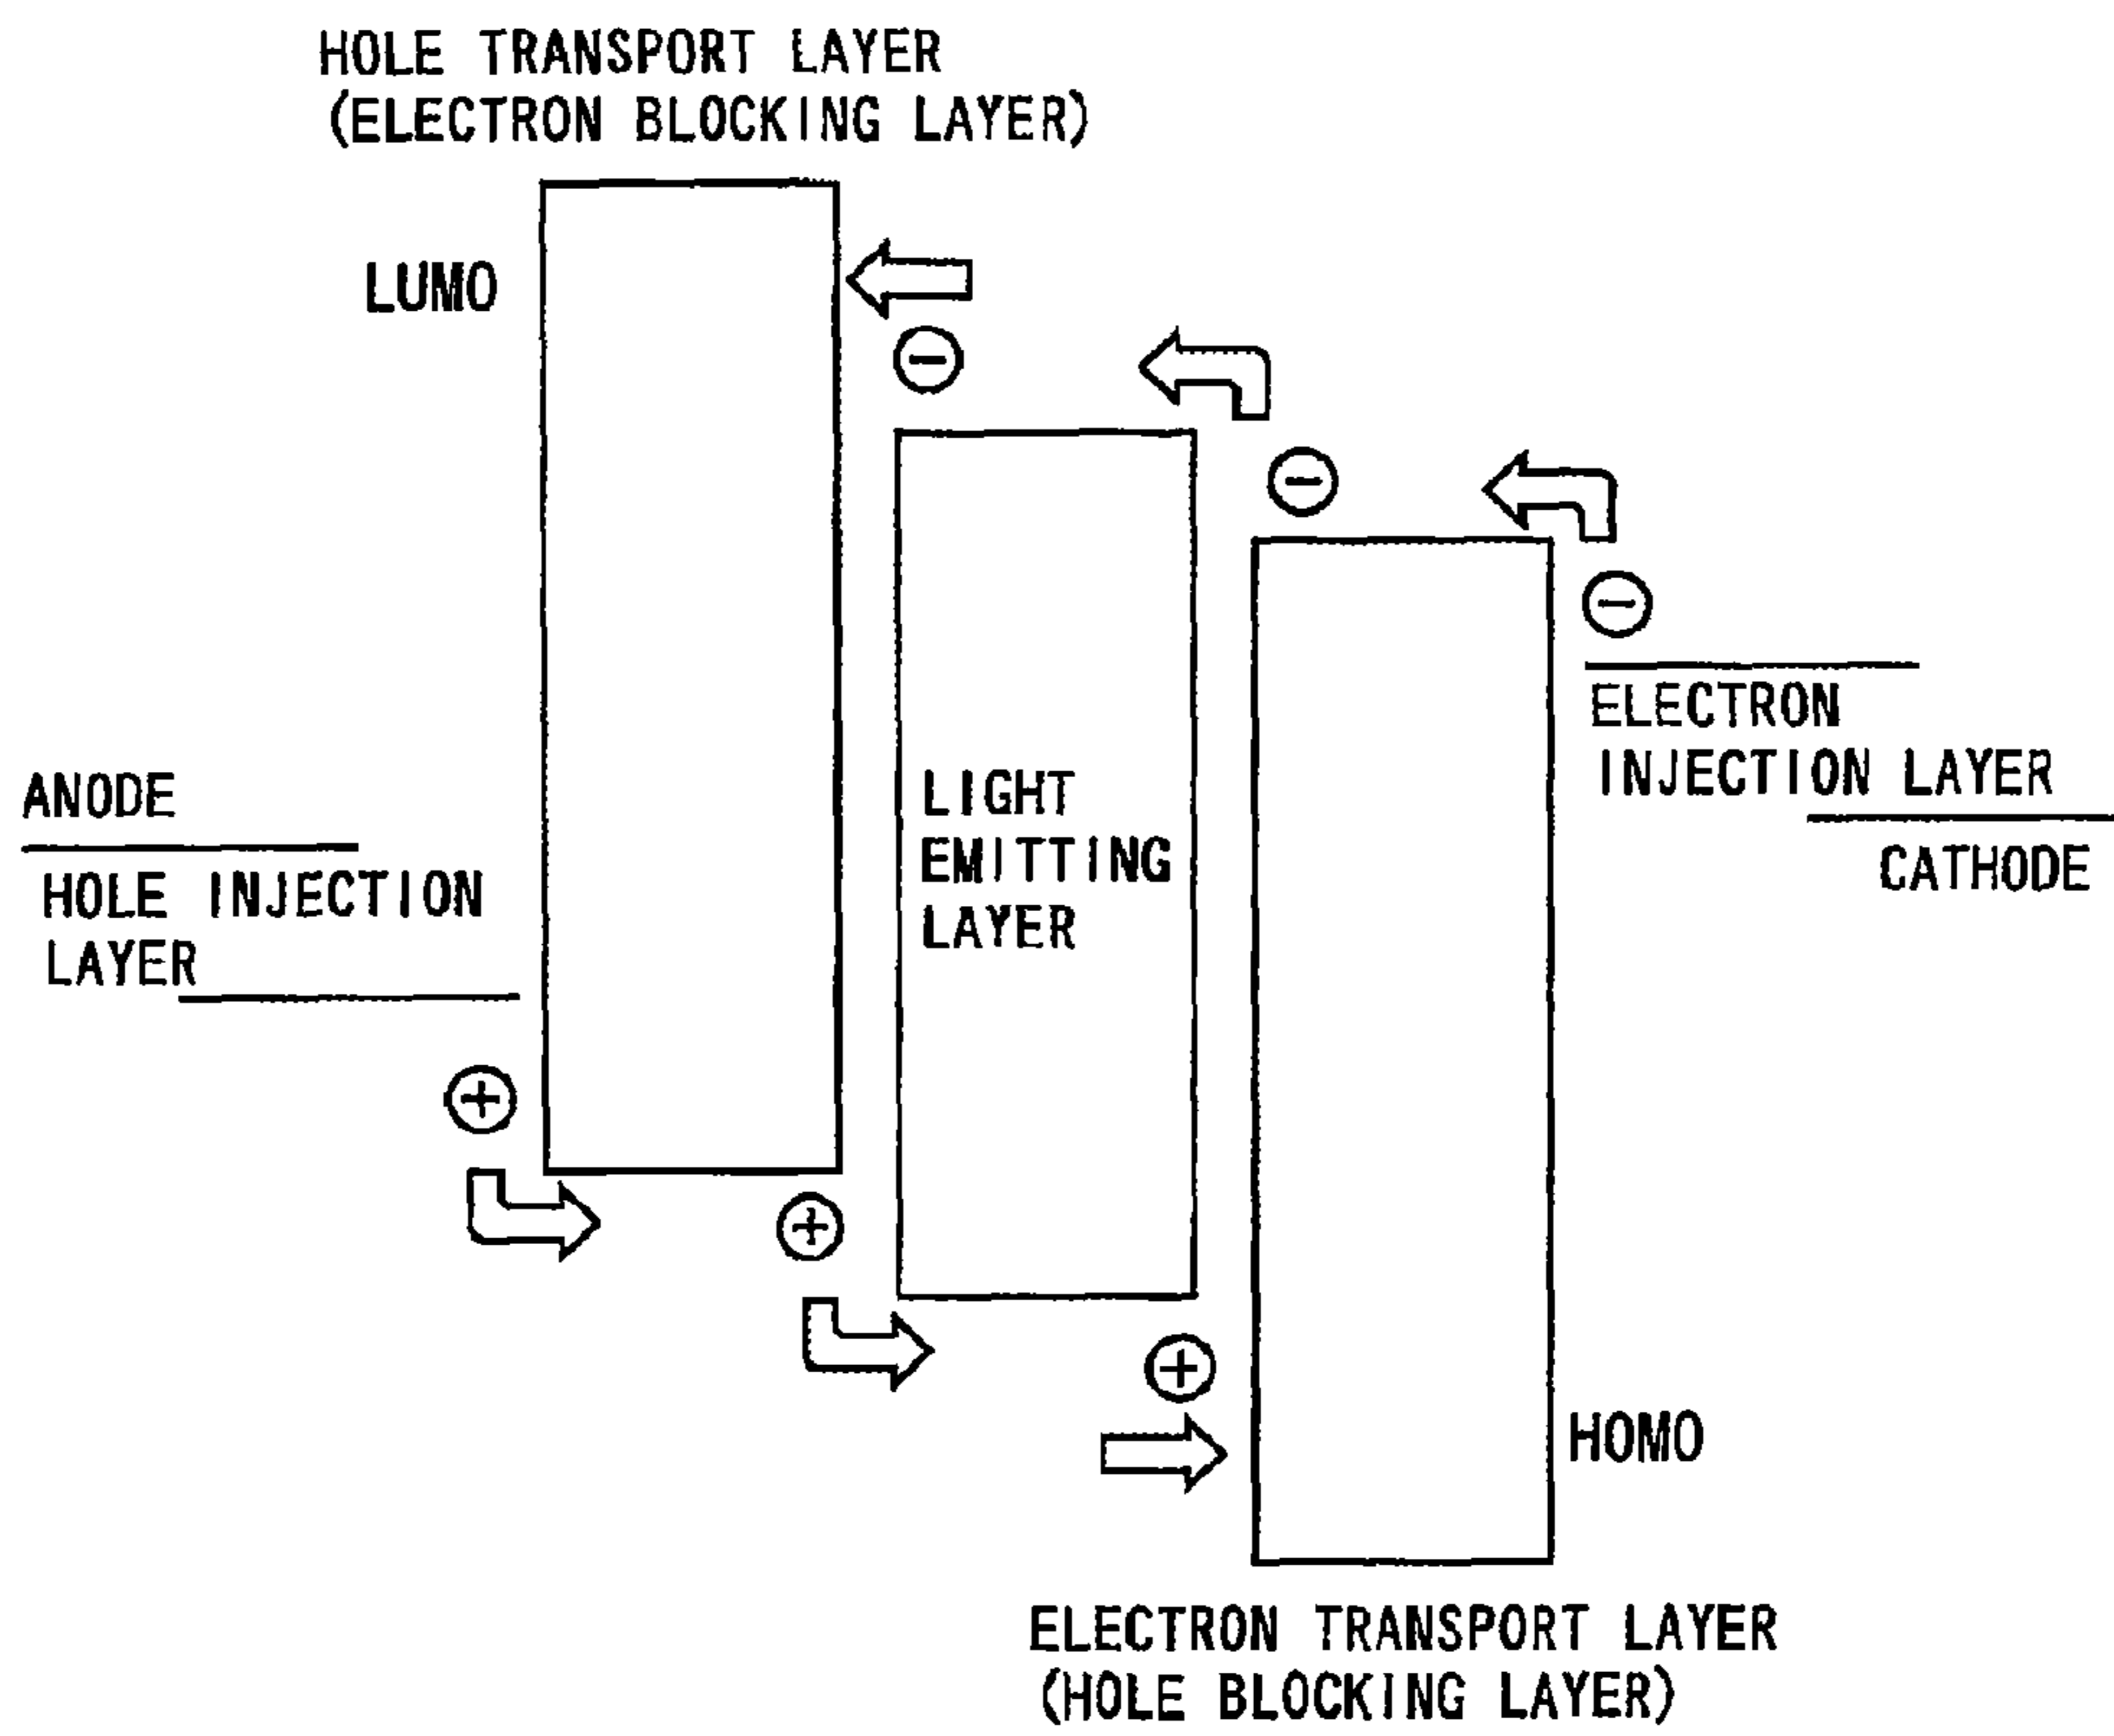 HOLE TRANSPORT LAYER
(ELECTRON BLOCKING LAYER)
LUMO
ELECTRON
INJECTION LAYER
ANODE
LIGHT
EMITTING
LAYER
CATHODE
HOLE INJECTION
LAYER
HOMO
ELECTRON TRANSPORT LAYER
(HOLE BLOCKING LAYER)